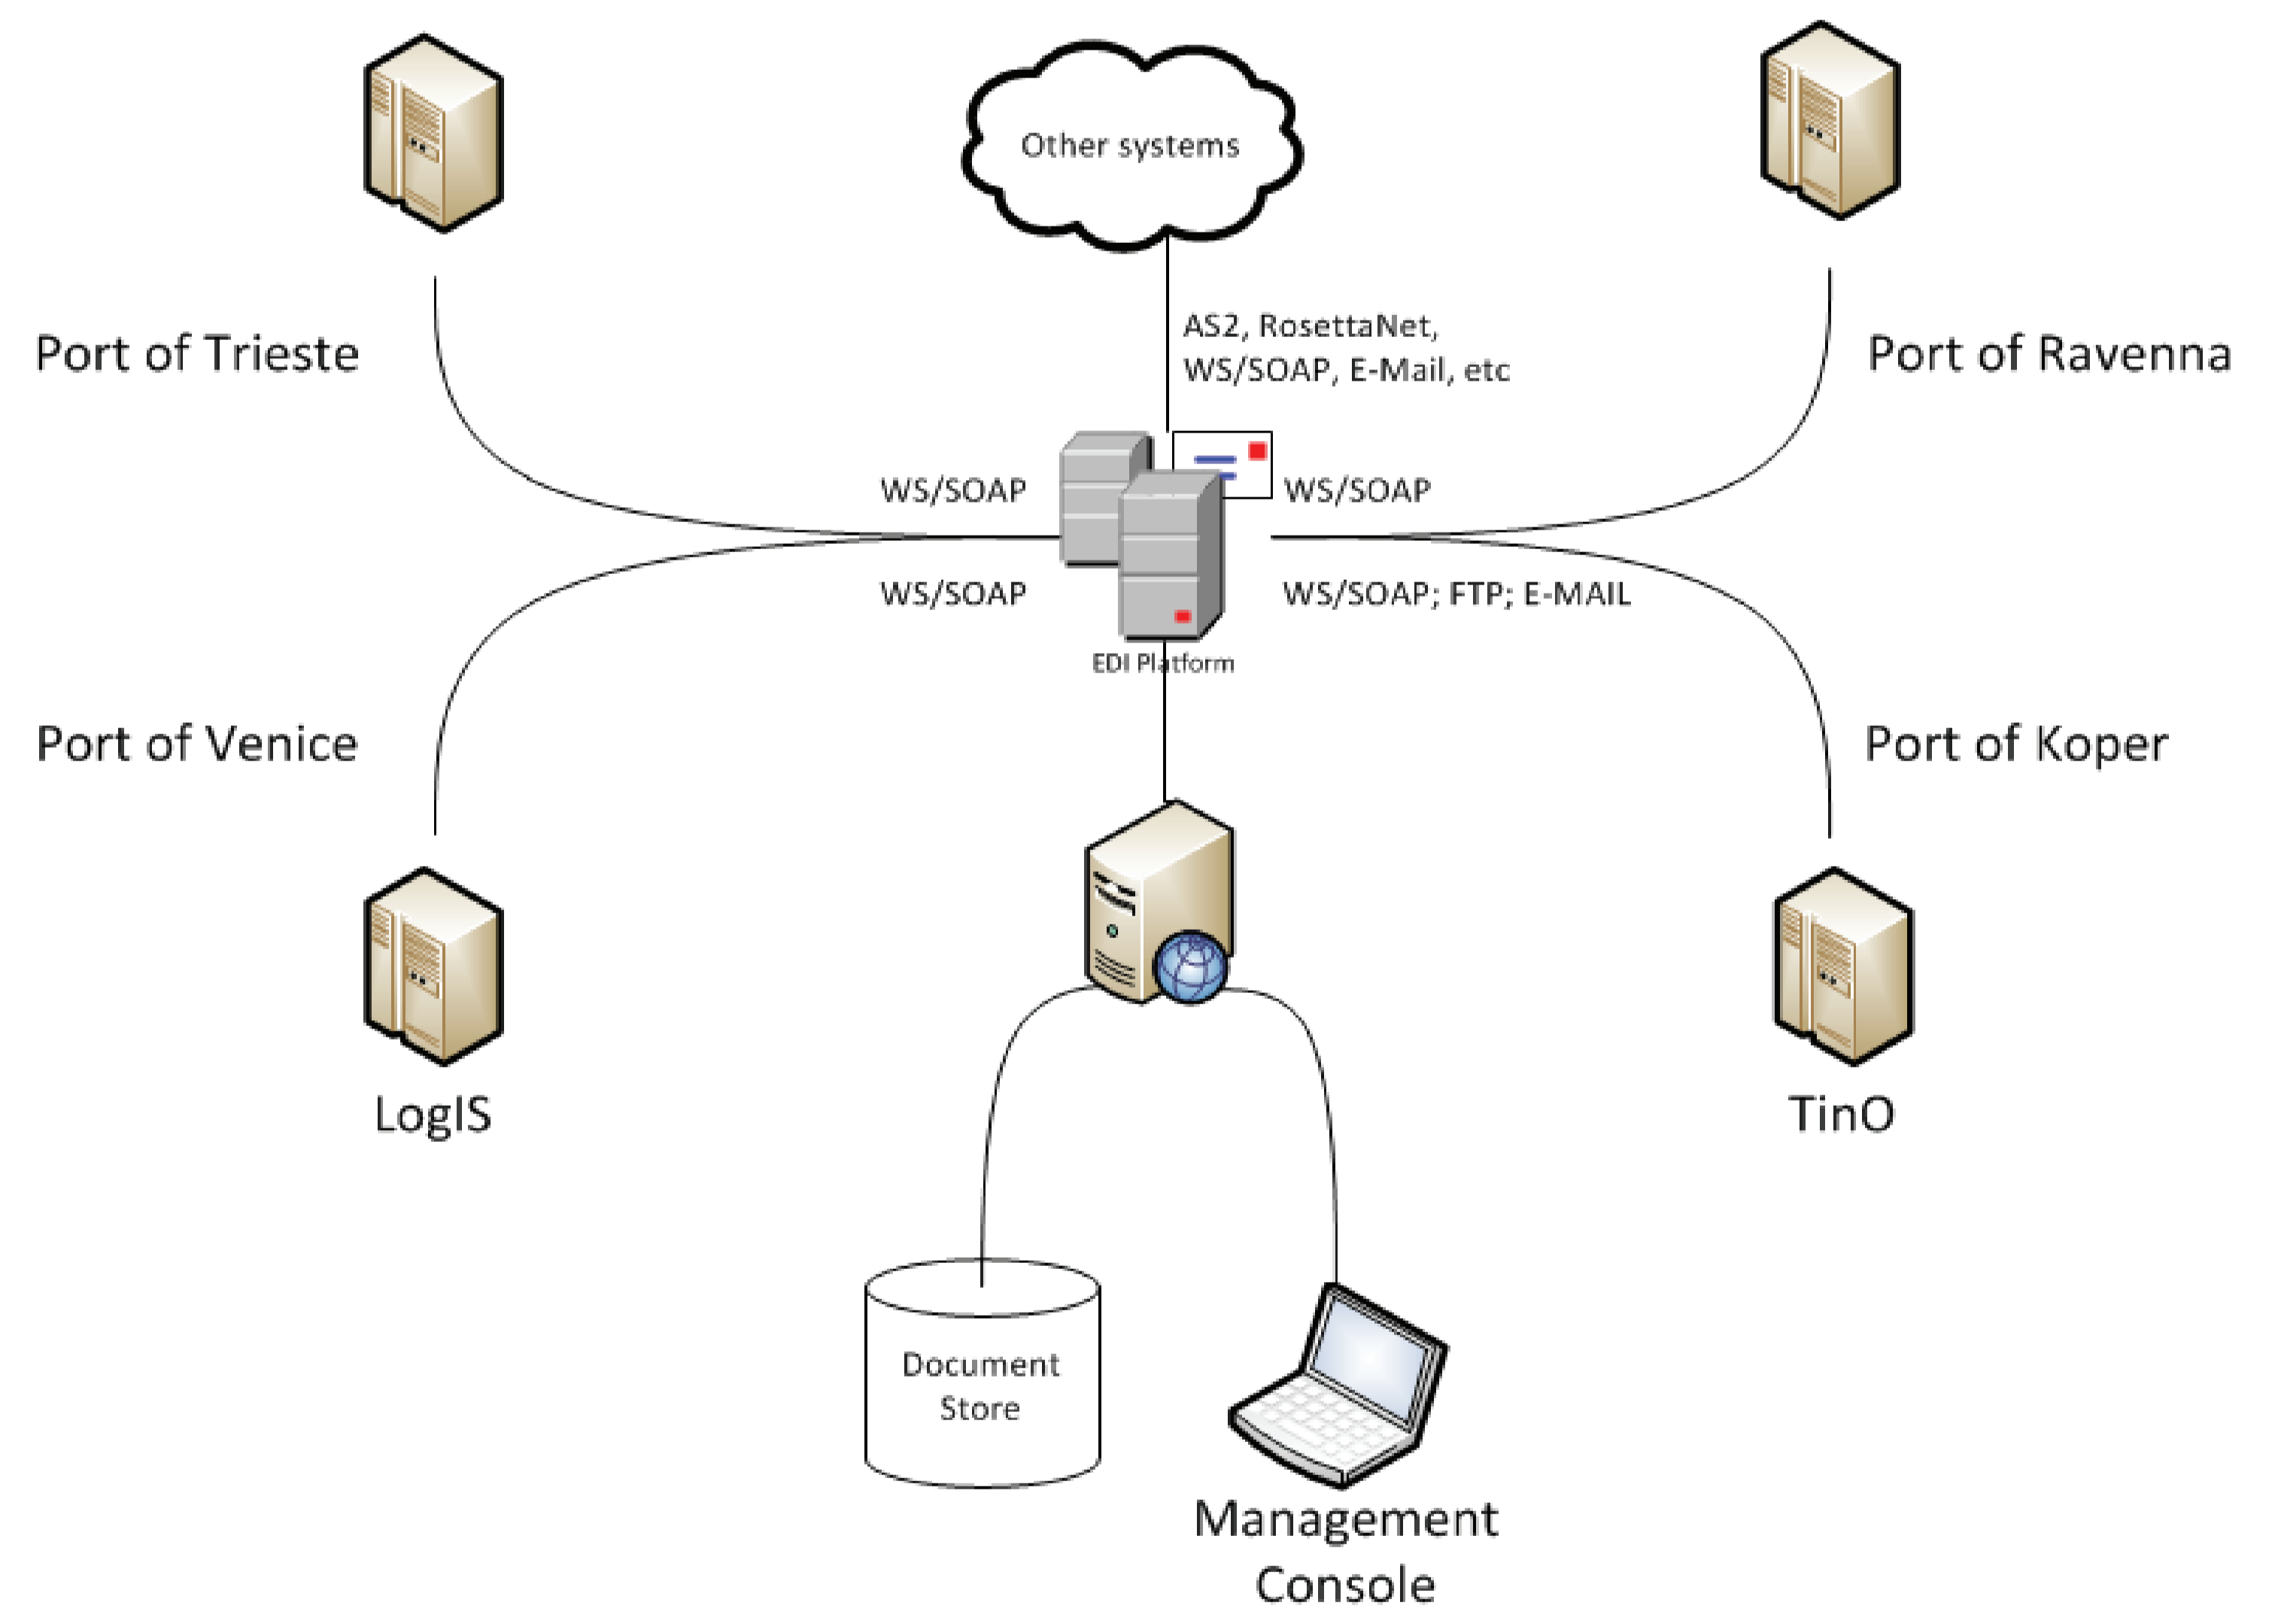 Other systems
AS2, RosettaNet,
WS/SOAP, E-Mail, etc
Port of Trieste
Port of Ravenna
WS/SOAP
WS/SOAP
WS/SOAP
WS/SOAP; FTP; E-MAIL
EDI Platform
Port of Venice
Port of Koper
LogIS
TinO
Document
Store
Management
Console